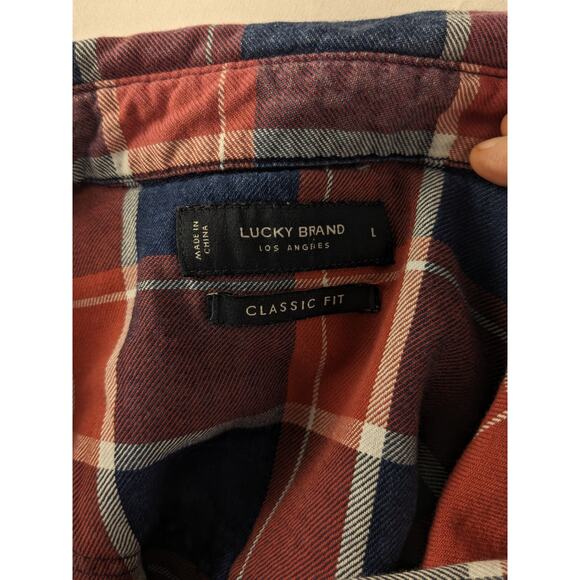 MADE IN
CHINA
LUCKY BRAND
LOS ANGELES
L
CLASSIC FIT